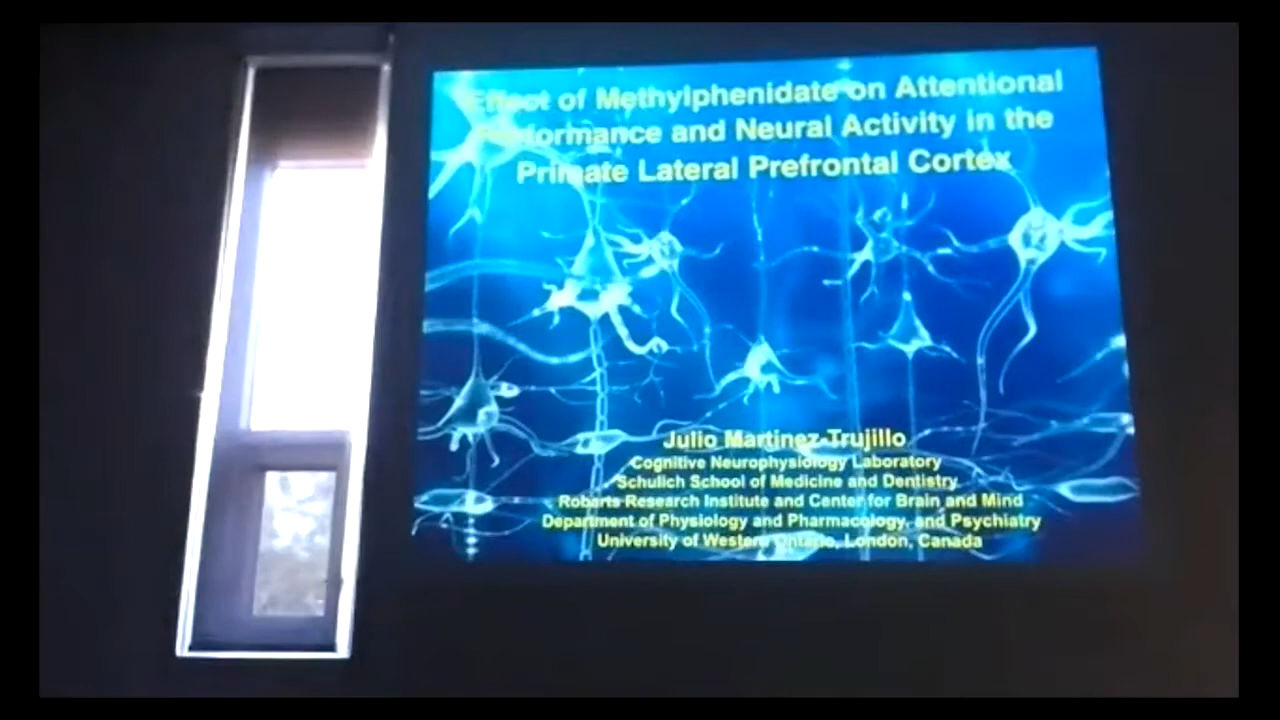 Effect of Methylphenidate on Attentional
Performance and Neural Activity in the
Primate Lateral Prefrontal Cortex
Julio Martinez-Trujillo
Cognitive Neurophysiology Laboratory
Schulich School of Medicine and Dentistry
Roberts Research Institute and Center for Brain and Mind
Department of Physiology and Pharmacology, and Psychiatry
University of Western Ontario, London, Canada